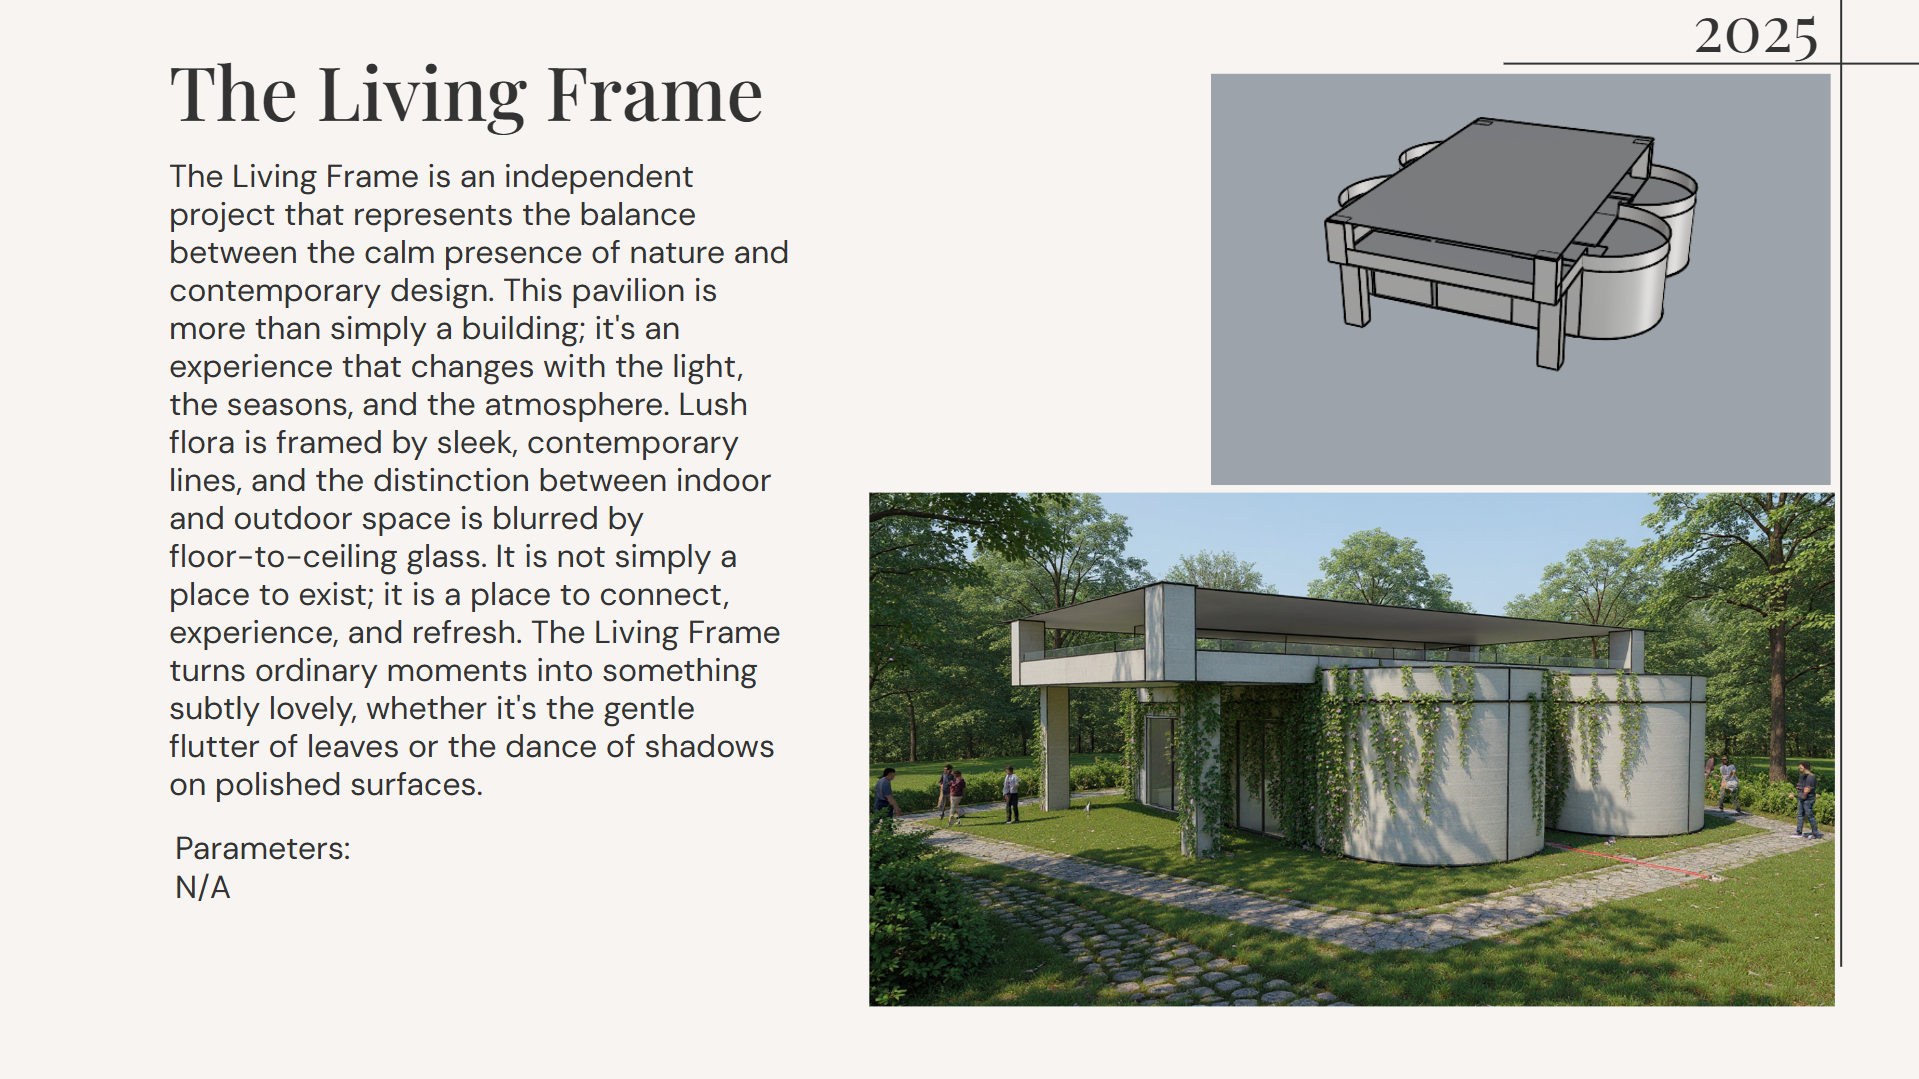 2025
The Living Frame
The Living Frame is an independent
project that represents the balance
between the calm presence of nature and
contemporary design. This pavilion is
more than simply a building; it's an
experience that changes with the light,
the seasons, and the atmosphere. Lush
flora is framed by sleek, contemporary
lines, and the distinction between indoor
and outdoor space is blurred by
floor-to-ceiling glass. It is not simply a
place to exist; it is a place to connect,
experience, and refresh. The Living Frame
turns ordinary moments into something
subtly lovely, whether it's the gentle
flutter of leaves or the dance of shadows
on polished surfaces.
Parameters:
N/A